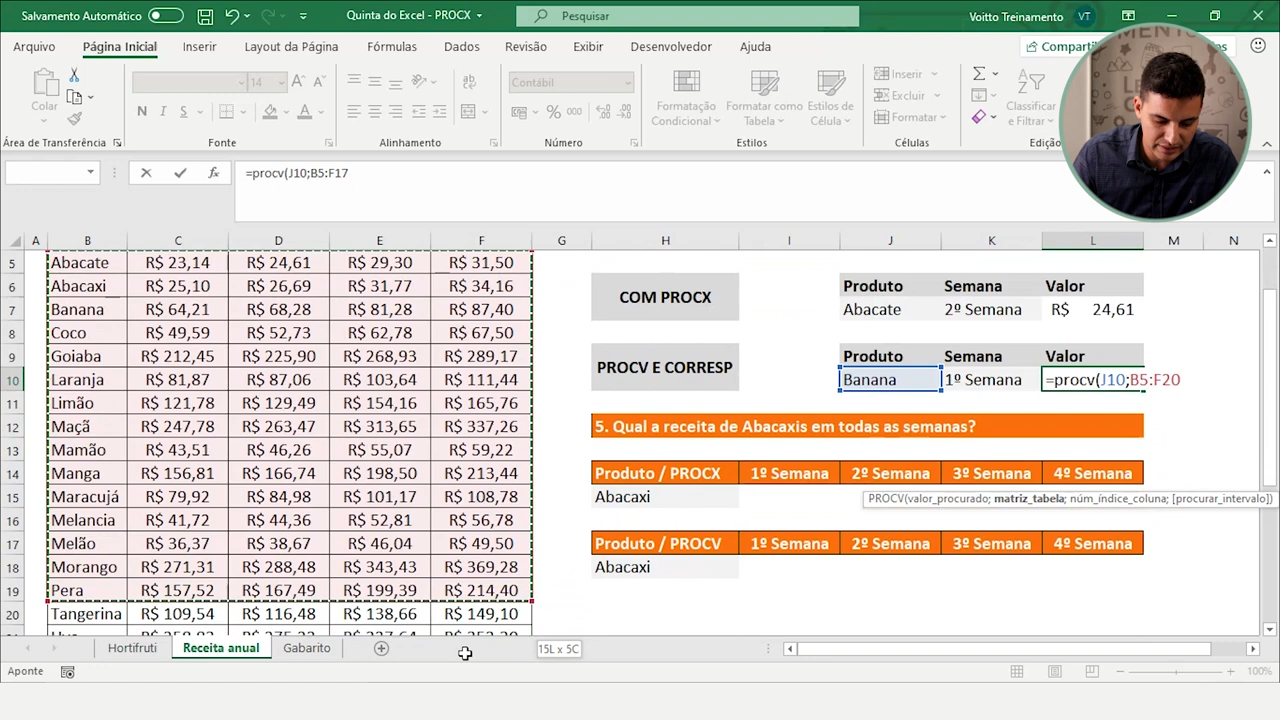 Salvamento Automático
Quinta do Excel - PROCX
Pesquisar
Voitto Treinamento
VT
Arquivo
Página Inicial
Inserir
Layout da Página
Fórmulas
Dados
Revisão
Exibir
Desenvolvedor
Ajuda
Colar
N I S
14
A A
Contábil
% 000
Formatação Condicional
Formatar como Tabela
Estilos de Célula
Inserir
Excluir
Formatar
Classificar e Filtrar
Área de Transferência
Fonte
Alinhamento
Número
Estilos
Células
Edição
fx
=procv(J10;B5:F17
A B C D E F G H I J K L M N
5 Abacate R$ 23,14 R$ 24,61 R$ 29,30 R$ 31,50
6 Abacaxi R$ 25,10 R$ 26,69 R$ 31,77 R$ 34,16 COM PROCX Produto Semana Valor
7 Banana R$ 64,21 R$ 68,28 R$ 81,28 R$ 87,40 Abacate 2º Semana R$ 24,61
8 Coco R$ 49,59 R$ 52,73 R$ 62,78 R$ 67,50
9 Goiaba R$ 212,45 R$ 225,90 R$ 268,93 R$ 289,17 PROCV E CORRESP Produto Semana Valor
10 Laranja R$ 81,87 R$ 87,06 R$ 103,64 R$ 111,44 Banana 1º Semana =procv(J10;B5:F20
11 Limão R$ 121,78 R$ 129,49 R$ 154,16 R$ 165,76
12 Maçã R$ 247,78 R$ 263,47 R$ 313,65 R$ 337,26 5. Qual a receita de Abacaxis em todas as semanas?
13 Mamão R$ 43,51 R$ 46,26 R$ 55,07 R$ 59,22
14 Manga R$ 156,81 R$ 166,74 R$ 198,50 R$ 213,44 Produto / PROCX 1º Semana 2º Semana 3º Semana 4º Semana
15 Maracujá R$ 79,92 R$ 84,98 R$ 101,17 R$ 108,78 Abacaxi
PROCV(valor_procurado; matriz_tabela; núm_índice_coluna; [procurar_intervalo])
16 Melancia R$ 41,72 R$ 44,36 R$ 52,81 R$ 56,78
17 Melão R$ 36,37 R$ 38,67 R$ 46,04 R$ 49,50 Produto / PROCV 1º Semana 2º Semana 3º Semana 4º Semana
18 Morango R$ 271,31 R$ 288,48 R$ 343,43 R$ 369,28 Abacaxi
19 Pera R$ 157,52 R$ 167,49 R$ 199,39 R$ 214,40
20 Tangerina R$ 109,54 R$ 116,48 R$ 138,66 R$ 149,10
Hortifruti
Receita anual
Gabarito
15L x 5C
Aponte
100%